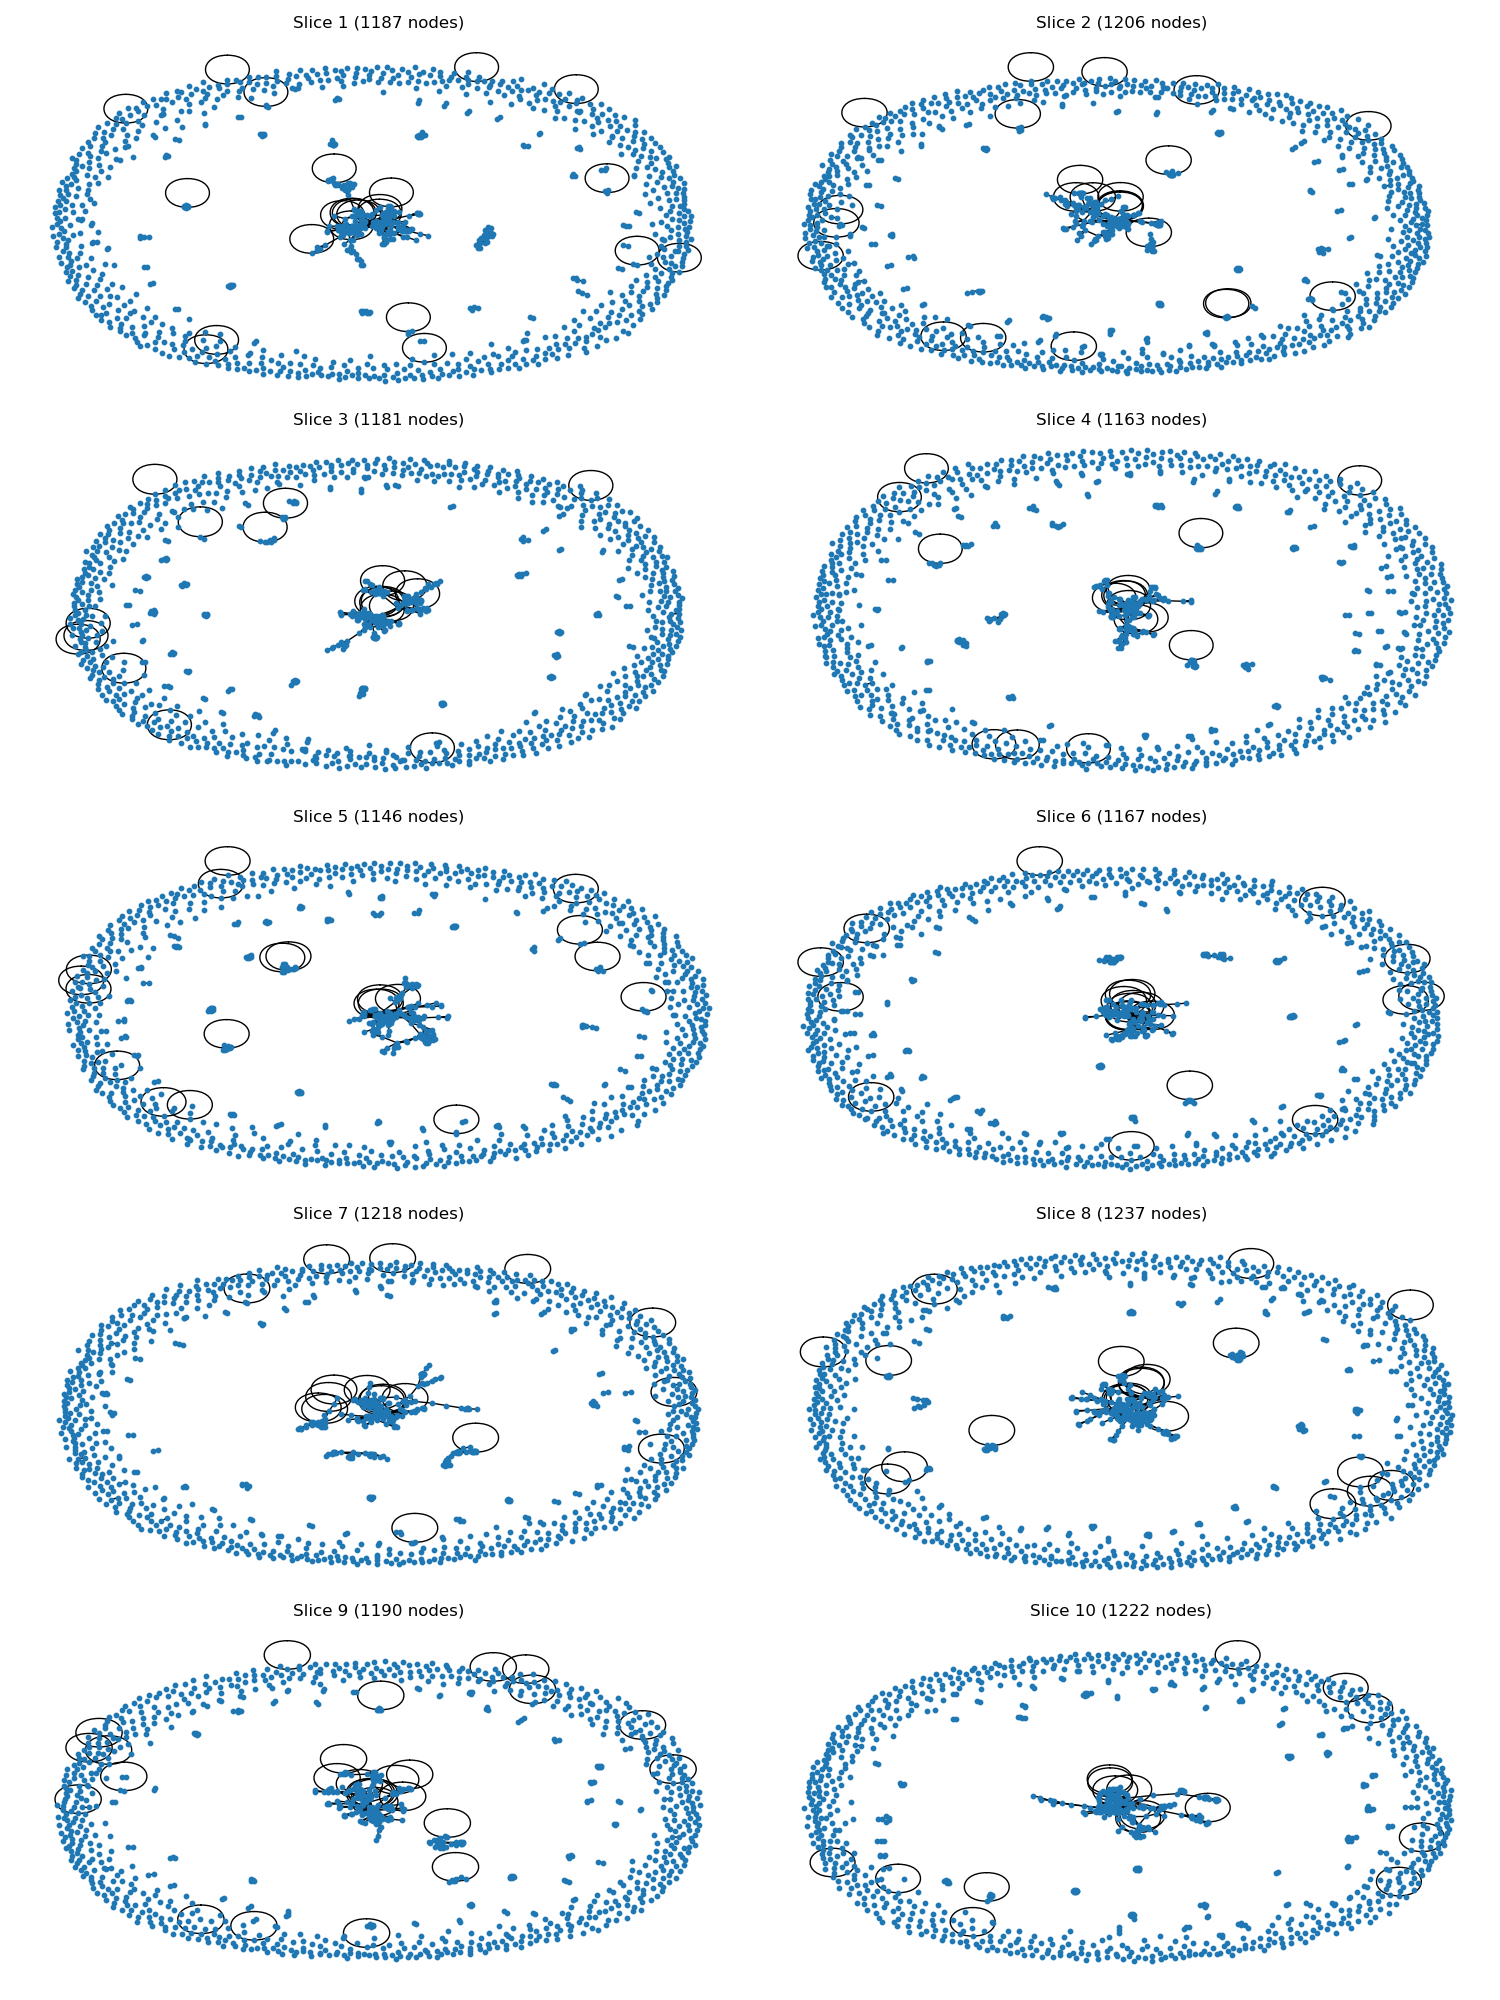 Slice 1 (1187 nodes)
Slice 2 (1206 nodes)
Slice 3 (1181 nodes)
Slice 4 (1163 nodes)
Slice 5 (1146 nodes)
Slice 6 (1167 nodes)
Slice 7 (1218 nodes)
Slice 8 (1237 nodes)
Slice 9 (1190 nodes)
Slice 10 (1222 nodes)